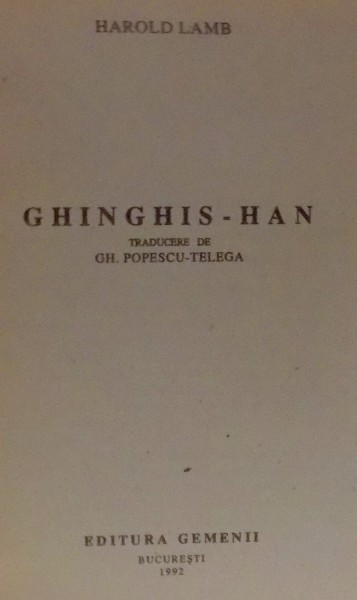 HAROLD LAMB
GHINGHIS - HAN
TRADUCERE DE
GH. POPESCU-TELEGA
EDITURA GEMENII
BUCUREŞTI
1992